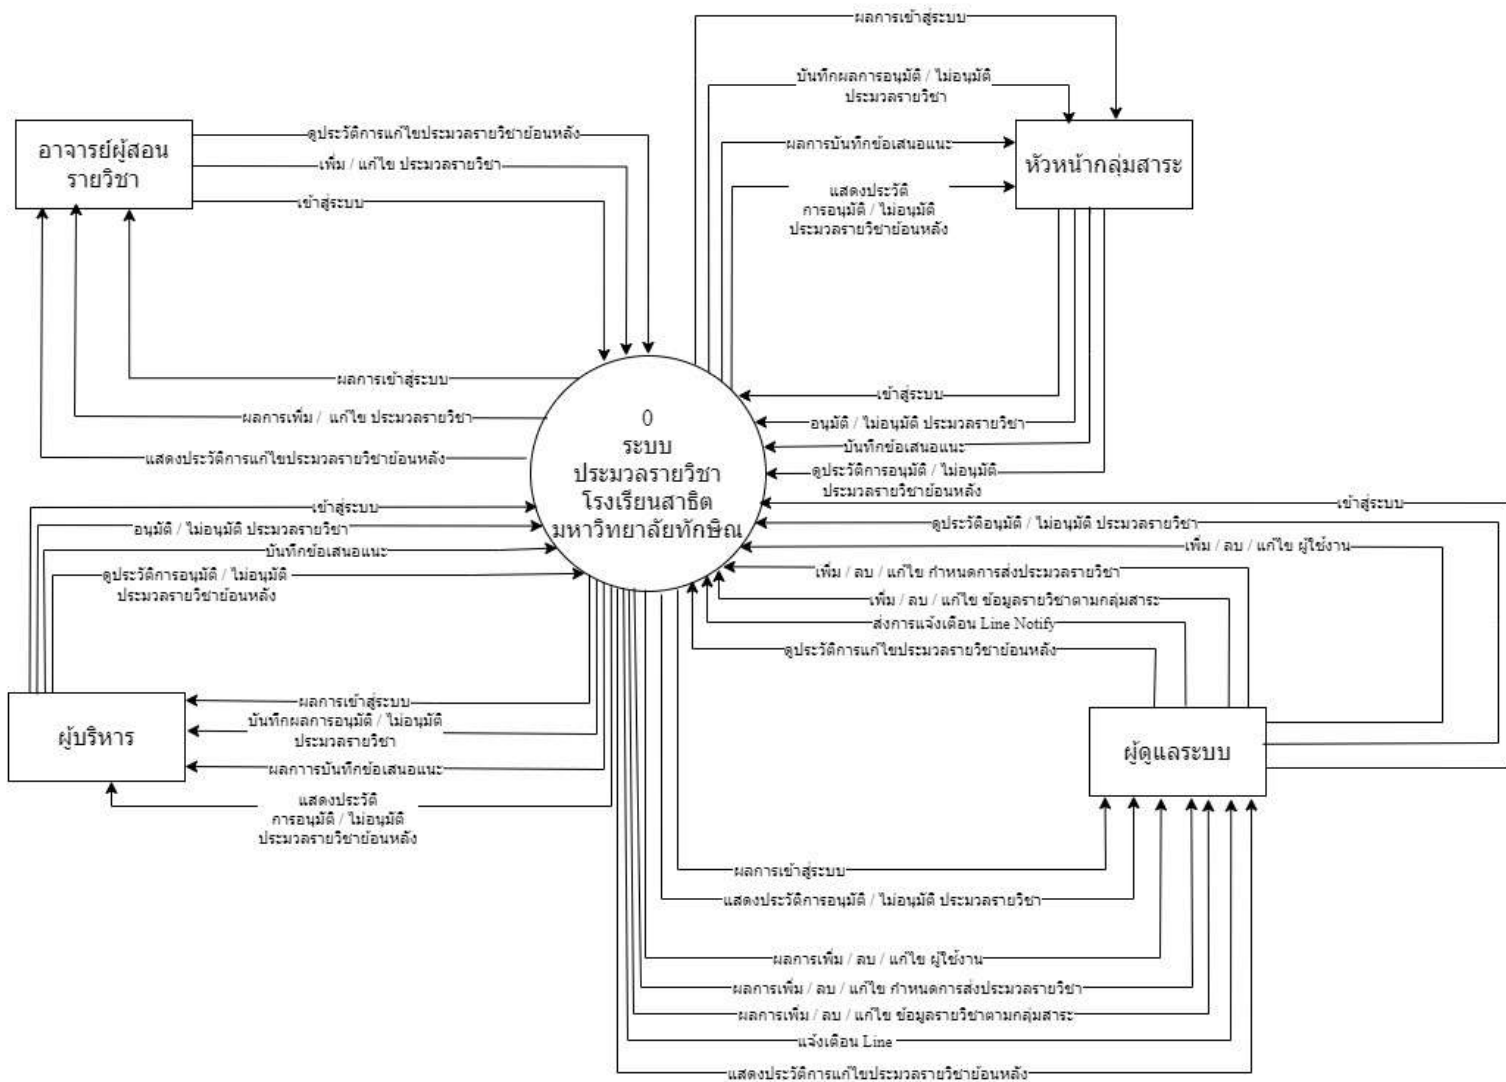 ผลการเข้าสู่ระบบ
บันทึกผลการอนุมัติ / ไม่อนุมัติ
ประมวลรายวิชา
ผลการบันทึกข้อเสนอแนะ
แสดงประวัติ
การอนุมัติ / ไม่อนุมัติ
ประมวลรายวิชาย้อนหลัง
หัวหน้ากลุ่มสาระ
อาจารย์ผู้สอน
รายวิชา
ดูประวัติการแก้ไขประมวลรายวิชาย้อนหลัง
เพิ่ม / แก้ไข ประมวลรายวิชา
เข้าสู่ระบบ
ผลการเข้าสู่ระบบ
ผลการเพิ่ม / แก้ไข ประมวลรายวิชา
แสดงประวัติการแก้ไขประมวลรายวิชาย้อนหลัง
0
ระบบ
ประมวลรายวิชา
โรงเรียนสาธิต
มหาวิทยาลัยทักษิณ
เข้าสู่ระบบ
อนุมัติ / ไม่อนุมัติ ประมวลรายวิชา
บันทึกข้อเสนอแนะ
ดูประวัติการอนุมัติ / ไม่อนุมัติ
ประมวลรายวิชาย้อนหลัง
เข้าสู่ระบบ
อนุมัติ / ไม่อนุมัติ ประมวลรายวิชา
บันทึกข้อเสนอแนะ
ดูประวัติการอนุมัติ / ไม่อนุมัติ
ประมวลรายวิชาย้อนหลัง
เข้าสู่ระบบ
ดูประวัติอนุมัติ / ไม่อนุมัติ ประมวลรายวิชา
เพิ่ม / ลบ / แก้ไข ผู้ใช้งาน
เพิ่ม / ลบ / แก้ไข กำหนดการส่งประมวลรายวิชา
เพิ่ม / ลบ / แก้ไข ข้อมูลรายวิชาตามกลุ่มสาระ
ส่งการแจ้งเตือน Line Notify
ดูประวัติการแก้ไขประมวลรายวิชาย้อนหลัง
ผู้บริหาร
ผลการเข้าสู่ระบบ
บันทึกผลการอนุมัติ / ไม่อนุมัติ
ประมวลรายวิชา
ผลกาารบันทึกข้อเสนอแนะ
แสดงประวัติ
การอนุมัติ / ไม่อนุมัติ
ประมวลรายวิชาย้อนหลัง
ผู้ดูแลระบบ
ผลการเข้าสู่ระบบ
แสดงประวัติการอนุมัติ / ไม่อนุมัติ ประมวลรายวิชา
ผลการเพิ่ม / ลบ / แก้ไข ผู้ใช้งาน
ผลการเพิ่ม / ลบ / แก้ไข กำหนดการส่งประมวลรายวิชา
ผลการเพิ่ม / ลบ / แก้ไข ข้อมูลรายวิชาตามกลุ่มสาระ
แจ้งเตือน Line
แสดงประวัติการแก้ไขประมวลรายวิชาย้อนหลัง